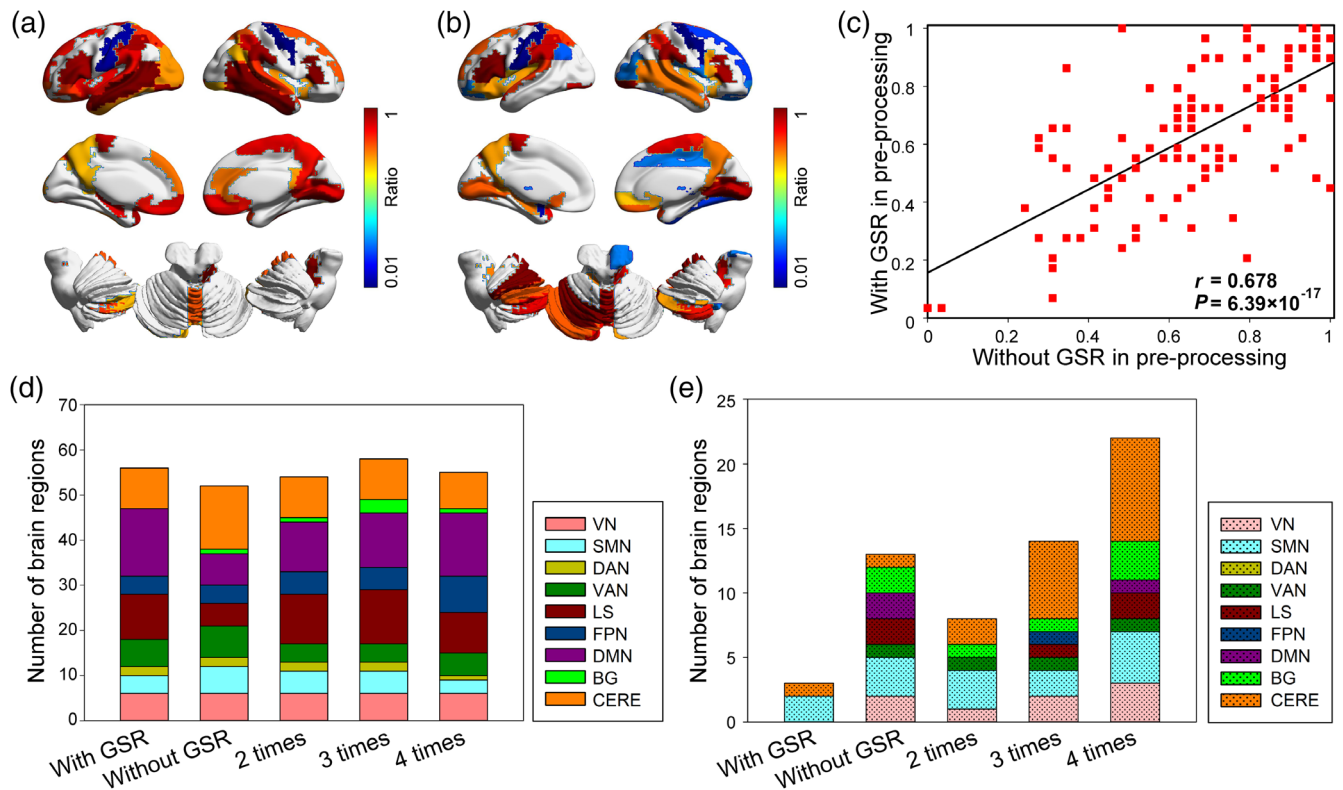 (a)
1
Ratio
0.01
(b)
1
Ratio
0.01
(c)
With GSR in pre-processing
1
0.8
0.6
0.4
0.2
0
r = 0.678
P = 6.39×10-17
0 0.2 0.4 0.6 0.8 1
Without GSR in pre-processing
(d)
Number of brain regions
70
60
50
40
30
20
10
0
With GSR Without GSR 2 times 3 times 4 times
VN
SMN
DAN
VAN
LS
FPN
DMN
BG
CERE
(e)
Number of brain regions
25
20
15
10
5
0
With GSR Without GSR 2 times 3 times 4 times
VN
SMN
DAN
VAN
LS
FPN
DMN
BG
CERE